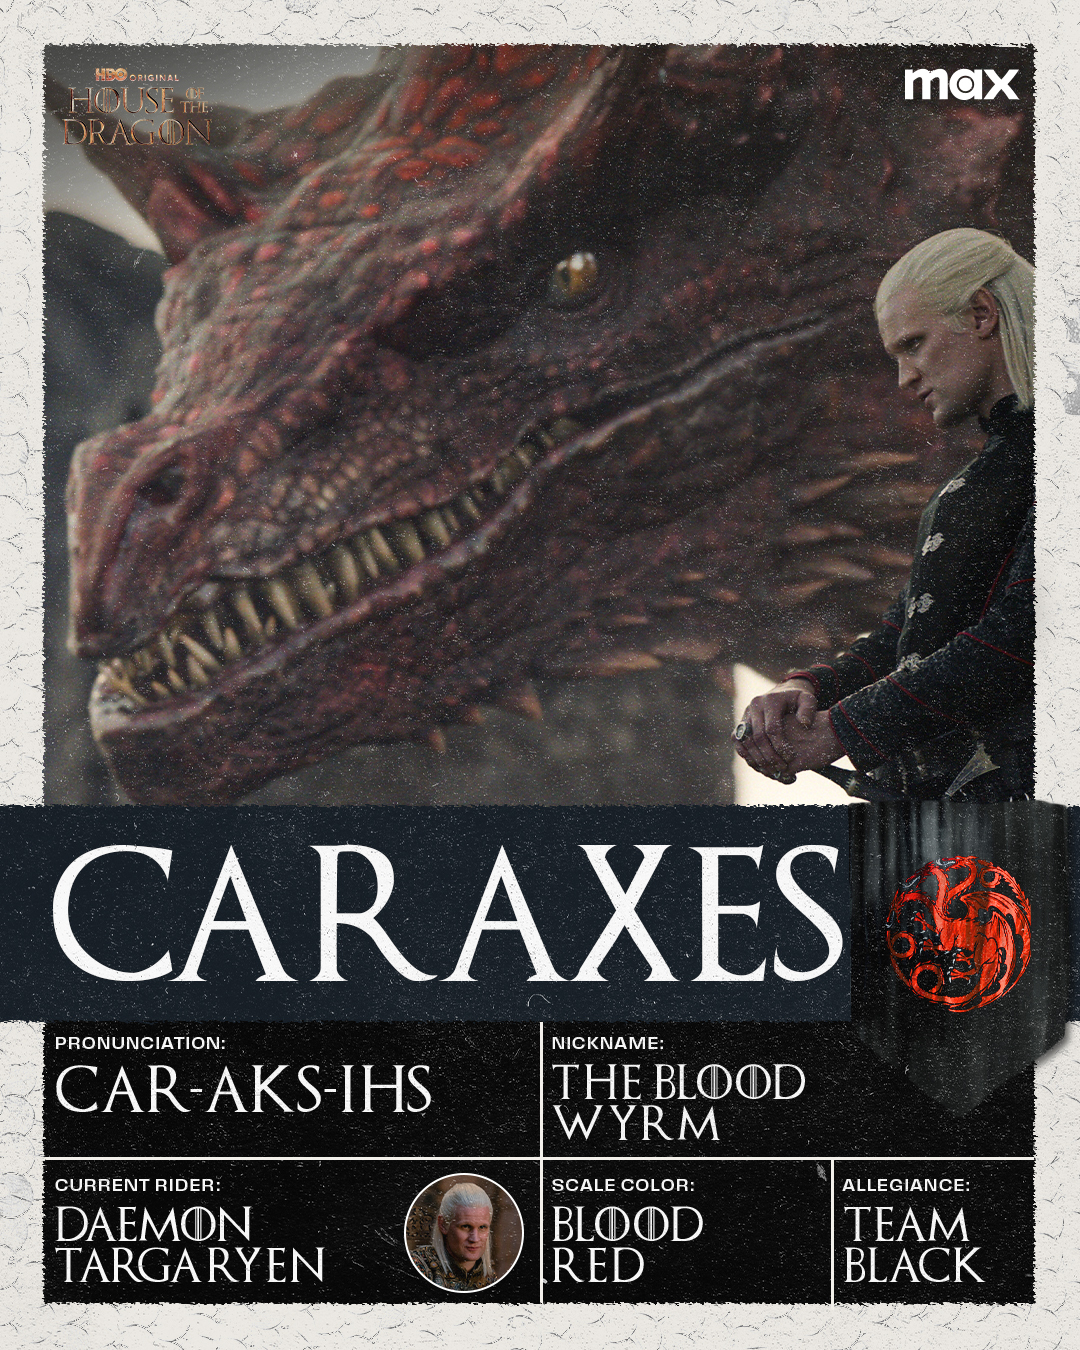 HBO ORIGINAL
HOUSE OF THE
DRAGON
max
CARAXES
PRONUNCIATION:
CAR-AKS-IHS
NICKNAME:
THE BLOOD
WYRM
CURRENT RIDER:
DAEMON
TARGARYEN
SCALE COLOR:
BLOOD
RED
ALLEGIANCE:
TEAM
BLACK